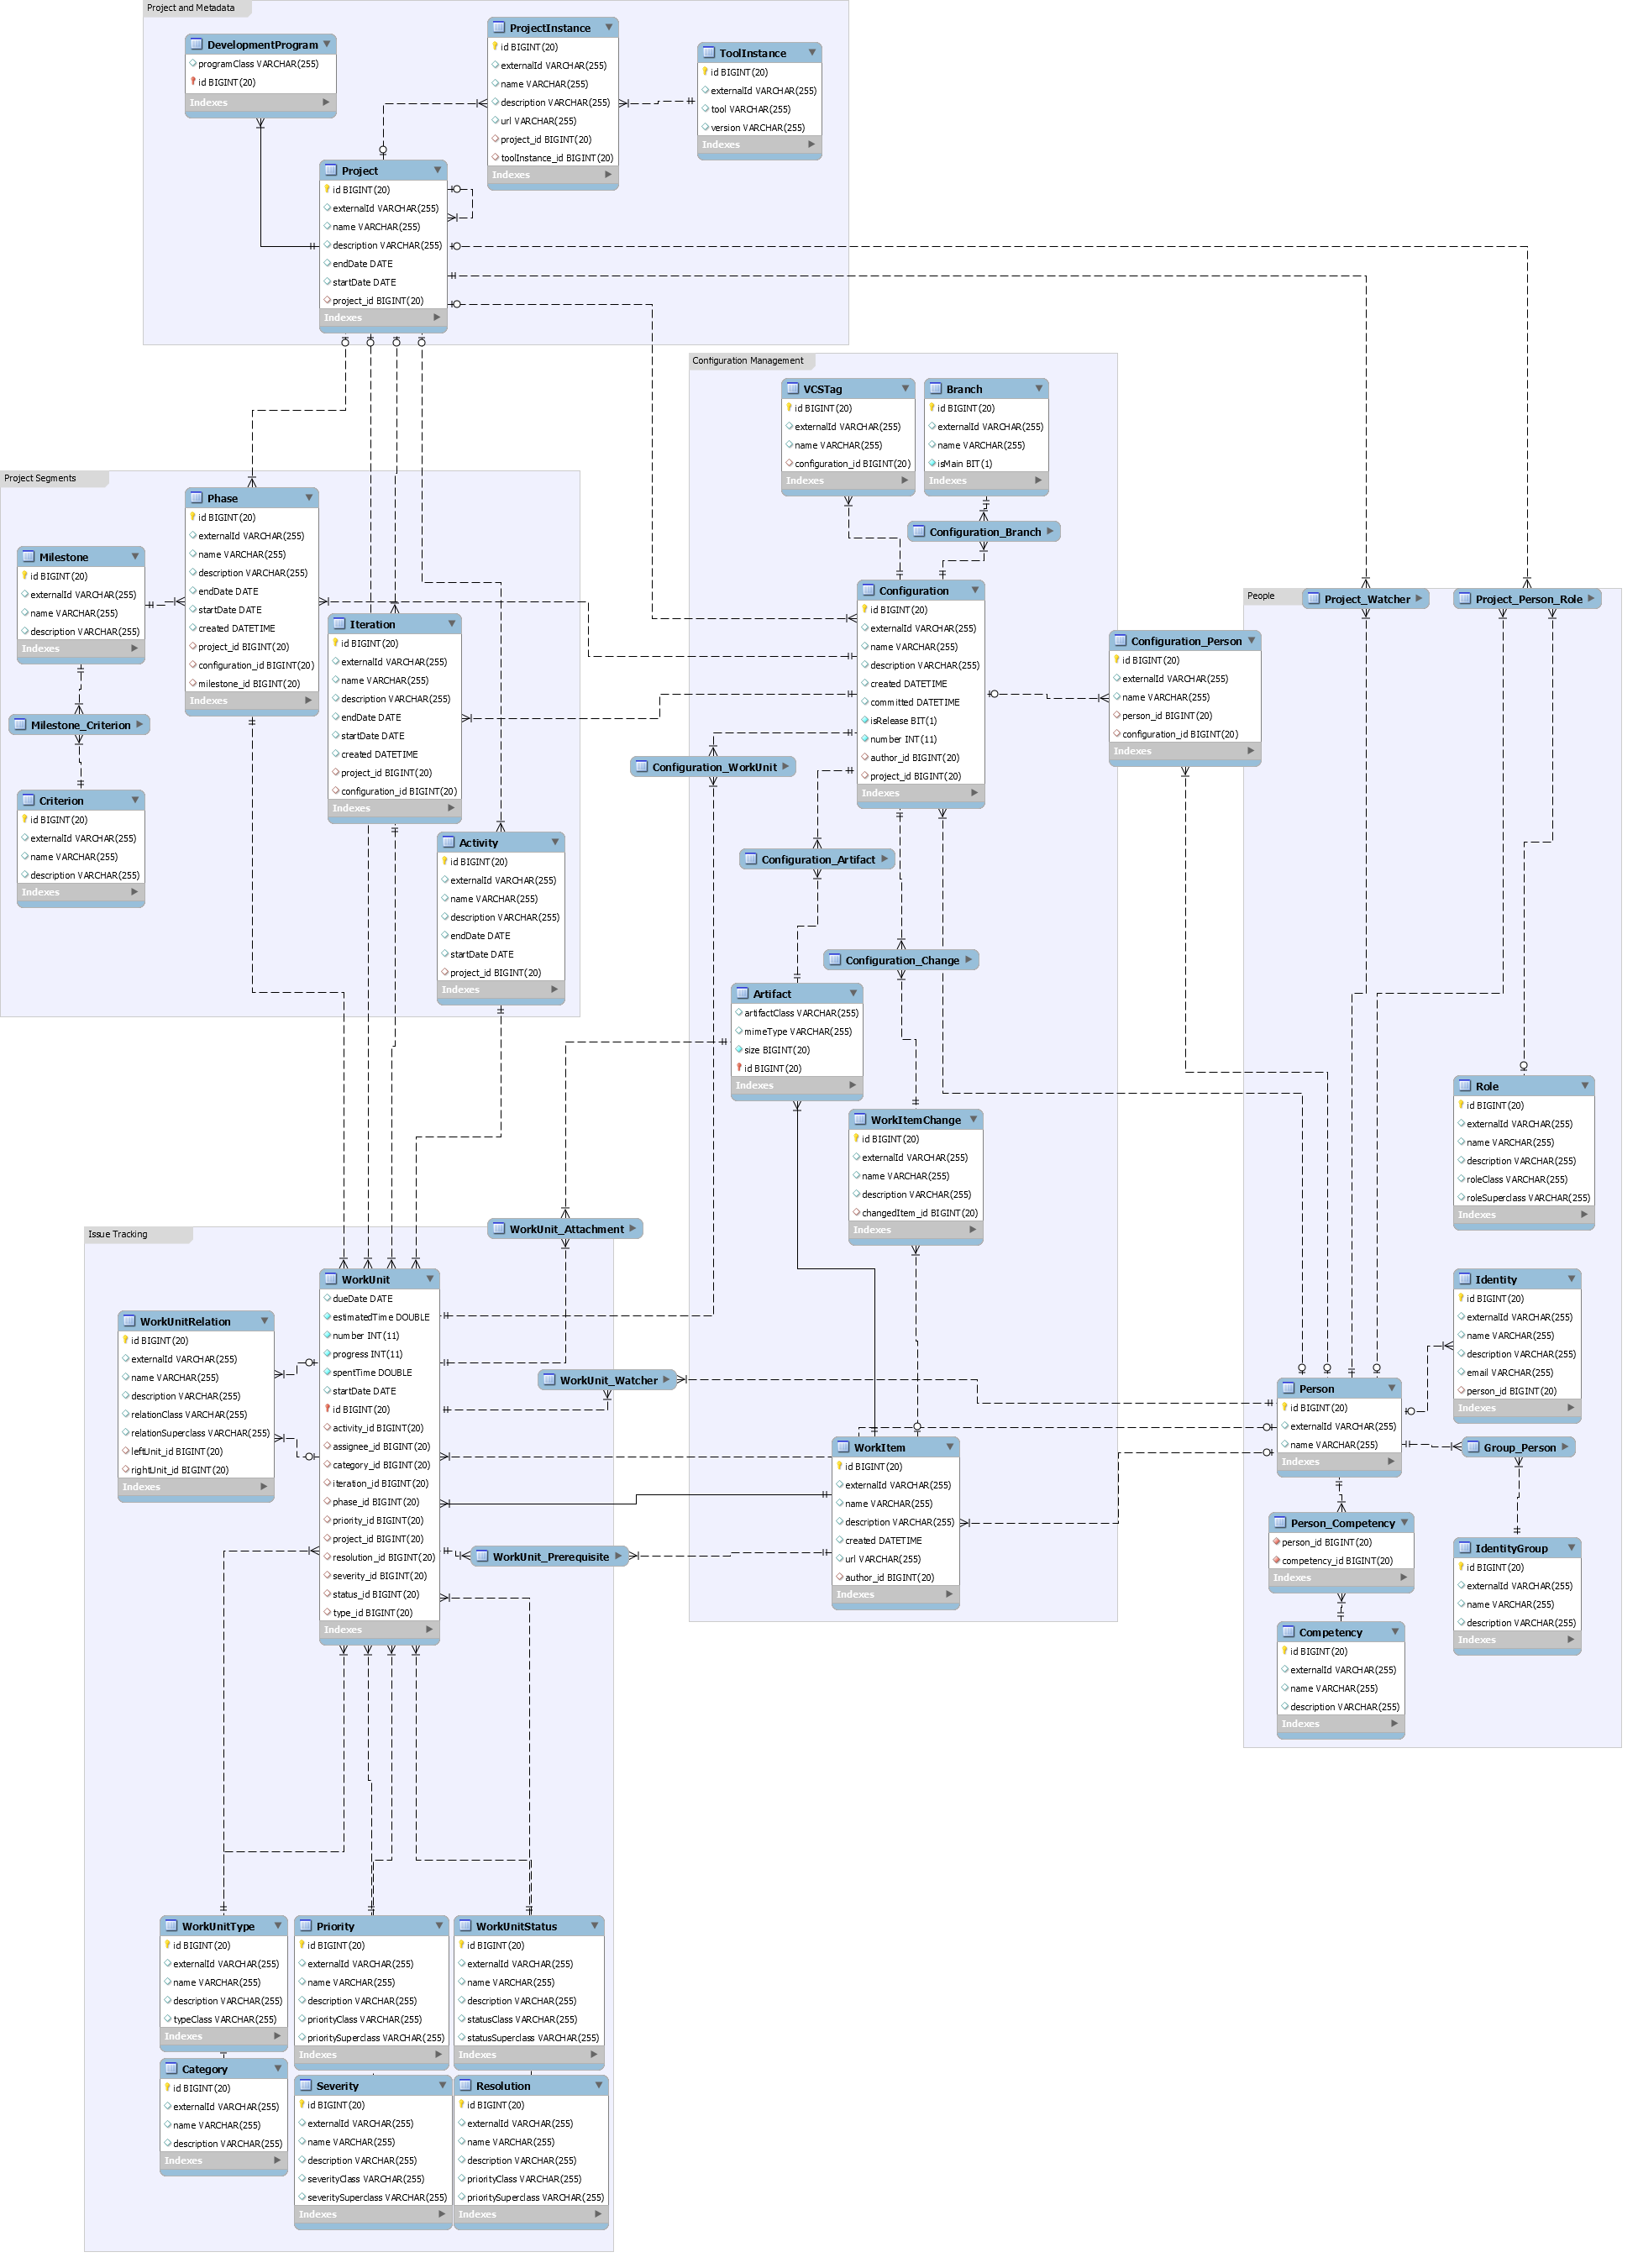 Project and Metadata
DevelopmentProgram
programClass VARCHAR(255)
id BIGINT(20)
Indexes
ProjectInstance
id BIGINT(20)
externalId VARCHAR(255)
name VARCHAR(255)
description VARCHAR(255)
url VARCHAR(255)
project_id BIGINT(20)
toolInstance_id BIGINT(20)
Indexes
ToolInstance
id BIGINT(20)
externalId VARCHAR(255)
tool VARCHAR(255)
version VARCHAR(255)
Indexes
Project
id BIGINT(20)
externalId VARCHAR(255)
name VARCHAR(255)
description VARCHAR(255)
endDate DATE
startDate DATE
project_id BIGINT(20)
Indexes
Project Segments
Phase
id BIGINT(20)
externalId VARCHAR(255)
name VARCHAR(255)
description VARCHAR(255)
endDate DATE
startDate DATE
created DATETIME
project_id BIGINT(20)
configuration_id BIGINT(20)
milestone_id BIGINT(20)
Indexes
Milestone
id BIGINT(20)
externalId VARCHAR(255)
name VARCHAR(255)
description VARCHAR(255)
Indexes
Milestone_Criterion
Criterion
id BIGINT(20)
externalId VARCHAR(255)
name VARCHAR(255)
description VARCHAR(255)
Indexes
Iteration
id BIGINT(20)
externalId VARCHAR(255)
name VARCHAR(255)
description VARCHAR(255)
endDate DATE
startDate DATE
created DATETIME
project_id BIGINT(20)
configuration_id BIGINT(20)
Indexes
Activity
id BIGINT(20)
externalId VARCHAR(255)
name VARCHAR(255)
description VARCHAR(255)
endDate DATE
startDate DATE
project_id BIGINT(20)
Indexes
Configuration Management
VCSTag
id BIGINT(20)
externalId VARCHAR(255)
name VARCHAR(255)
configuration_id BIGINT(20)
Indexes
Branch
id BIGINT(20)
externalId VARCHAR(255)
name VARCHAR(255)
isMain BIT(1)
Indexes
Configuration_Branch
Configuration
id BIGINT(20)
externalId VARCHAR(255)
name VARCHAR(255)
description VARCHAR(255)
created DATETIME
committed DATETIME
isRelease BIT(1)
number INT(11)
author_id BIGINT(20)
project_id BIGINT(20)
Indexes
Configuration_WorkUnit
Configuration_Artifact
Configuration_Change
Artifact
artifactClass VARCHAR(255)
mimeType VARCHAR(255)
size BIGINT(20)
id BIGINT(20)
Indexes
WorkItemChange
id BIGINT(20)
externalId VARCHAR(255)
name VARCHAR(255)
description VARCHAR(255)
changedItem_id BIGINT(20)
Indexes
WorkItem
id BIGINT(20)
externalId VARCHAR(255)
name VARCHAR(255)
description VARCHAR(255)
created DATETIME
url VARCHAR(255)
author_id BIGINT(20)
Indexes
People
Project_Watcher
Project_Person_Role
Configuration_Person
id BIGINT(20)
externalId VARCHAR(255)
name VARCHAR(255)
person_id BIGINT(20)
configuration_id BIGINT(20)
Indexes
Role
id BIGINT(20)
externalId VARCHAR(255)
name VARCHAR(255)
description VARCHAR(255)
roleClass VARCHAR(255)
roleSuperclass VARCHAR(255)
Indexes
Identity
id BIGINT(20)
externalId VARCHAR(255)
name VARCHAR(255)
description VARCHAR(255)
email VARCHAR(255)
person_id BIGINT(20)
Indexes
Person
id BIGINT(20)
externalId VARCHAR(255)
name VARCHAR(255)
Indexes
Group_Person
Person_Competency
person_id BIGINT(20)
competency_id BIGINT(20)
Indexes
IdentityGroup
id BIGINT(20)
externalId VARCHAR(255)
name VARCHAR(255)
description VARCHAR(255)
Indexes
Competency
id BIGINT(20)
externalId VARCHAR(255)
name VARCHAR(255)
description VARCHAR(255)
Indexes
Issue Tracking
WorkUnit_Attachment
WorkUnit
dueDate DATE
estimatedTime DOUBLE
number INT(11)
progress INT(11)
spentTime DOUBLE
startDate DATE
id BIGINT(20)
activity_id BIGINT(20)
assignee_id BIGINT(20)
category_id BIGINT(20)
iteration_id BIGINT(20)
phase_id BIGINT(20)
priority_id BIGINT(20)
project_id BIGINT(20)
resolution_id BIGINT(20)
severity_id BIGINT(20)
status_id BIGINT(20)
type_id BIGINT(20)
Indexes
WorkUnitRelation
id BIGINT(20)
externalId VARCHAR(255)
name VARCHAR(255)
description VARCHAR(255)
relationClass VARCHAR(255)
relationSuperclass VARCHAR(255)
leftUnit_id BIGINT(20)
rightUnit_id BIGINT(20)
Indexes
WorkUnit_Watcher
WorkUnit_Prerequisite
WorkUnitType
id BIGINT(20)
externalId VARCHAR(255)
name VARCHAR(255)
description VARCHAR(255)
typeClass VARCHAR(255)
Indexes
Priority
id BIGINT(20)
externalId VARCHAR(255)
name VARCHAR(255)
description VARCHAR(255)
priorityClass VARCHAR(255)
prioritySuperclass VARCHAR(255)
Indexes
WorkUnitStatus
id BIGINT(20)
externalId VARCHAR(255)
name VARCHAR(255)
description VARCHAR(255)
statusClass VARCHAR(255)
statusSuperclass VARCHAR(255)
Indexes
Category
id BIGINT(20)
externalId VARCHAR(255)
name VARCHAR(255)
description VARCHAR(255)
Indexes
Severity
id BIGINT(20)
externalId VARCHAR(255)
name VARCHAR(255)
description VARCHAR(255)
severityClass VARCHAR(255)
severitySuperclass VARCHAR(255)
Indexes
Resolution
id BIGINT(20)
externalId VARCHAR(255)
name VARCHAR(255)
description VARCHAR(255)
priorityClass VARCHAR(255)
prioritySuperclass VARCHAR(255)
Indexes